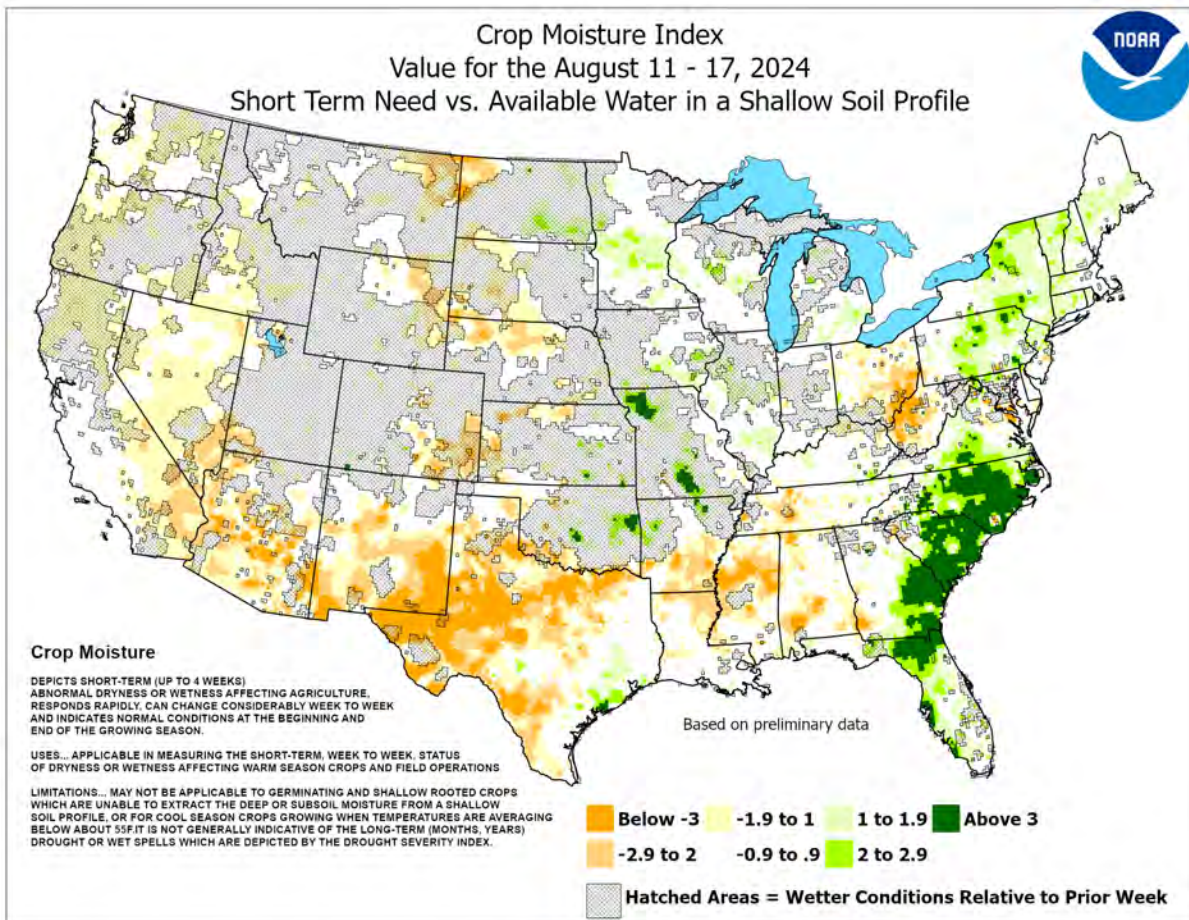 Crop Moisture Index
Value for the August 11 - 17, 2024
Short Term Need vs. Available Water in a Shallow Soil Profile
NOAA
Crop Moisture
DEPICTS SHORT-TERM (UP TO 4 WEEKS)
ABNORMAL DRYNESS OR WETNESS AFFECTING AGRICULTURE,
RESPONDS RAPIDLY, CAN CHANGE CONSIDERABLY WEEK TO WEEK
AND INDICATES NORMAL CONDITIONS AT THE BEGINNING AND
END OF THE GROWING SEASON.
USES... APPLICABLE IN MEASURING THE SHORT-TERM, WEEK TO WEEK, STATUS
OF DRYNESS OR WETNESS AFFECTING WARM SEASON CROPS AND FIELD OPERATIONS
LIMITATIONS... MAY NOT BE APPLICABLE TO GERMINATING AND SHALLOW ROOTED CROPS
WHICH ARE UNABLE TO EXTRACT THE DEEP OR SUBSOIL MOISTURE FROM A SHALLOW
SOIL PROFILE, OR FOR COOL SEASON CROPS GROWING WHEN TEMPERATURES ARE AVERAGING
BELOW ABOUT 55F.IT IS NOT GENERALLY INDICATIVE OF THE LONG-TERM (MONTHS, YEARS)
DROUGHT OR WET SPELLS WHICH ARE DEPICTED BY THE DROUGHT SEVERITY INDEX.
Based on preliminary data
Below -3 -1.9 to 1 1 to 1.9 Above 3
-2.9 to 2 -0.9 to .9 2 to 2.9
Hatched Areas = Wetter Conditions Relative to Prior Week